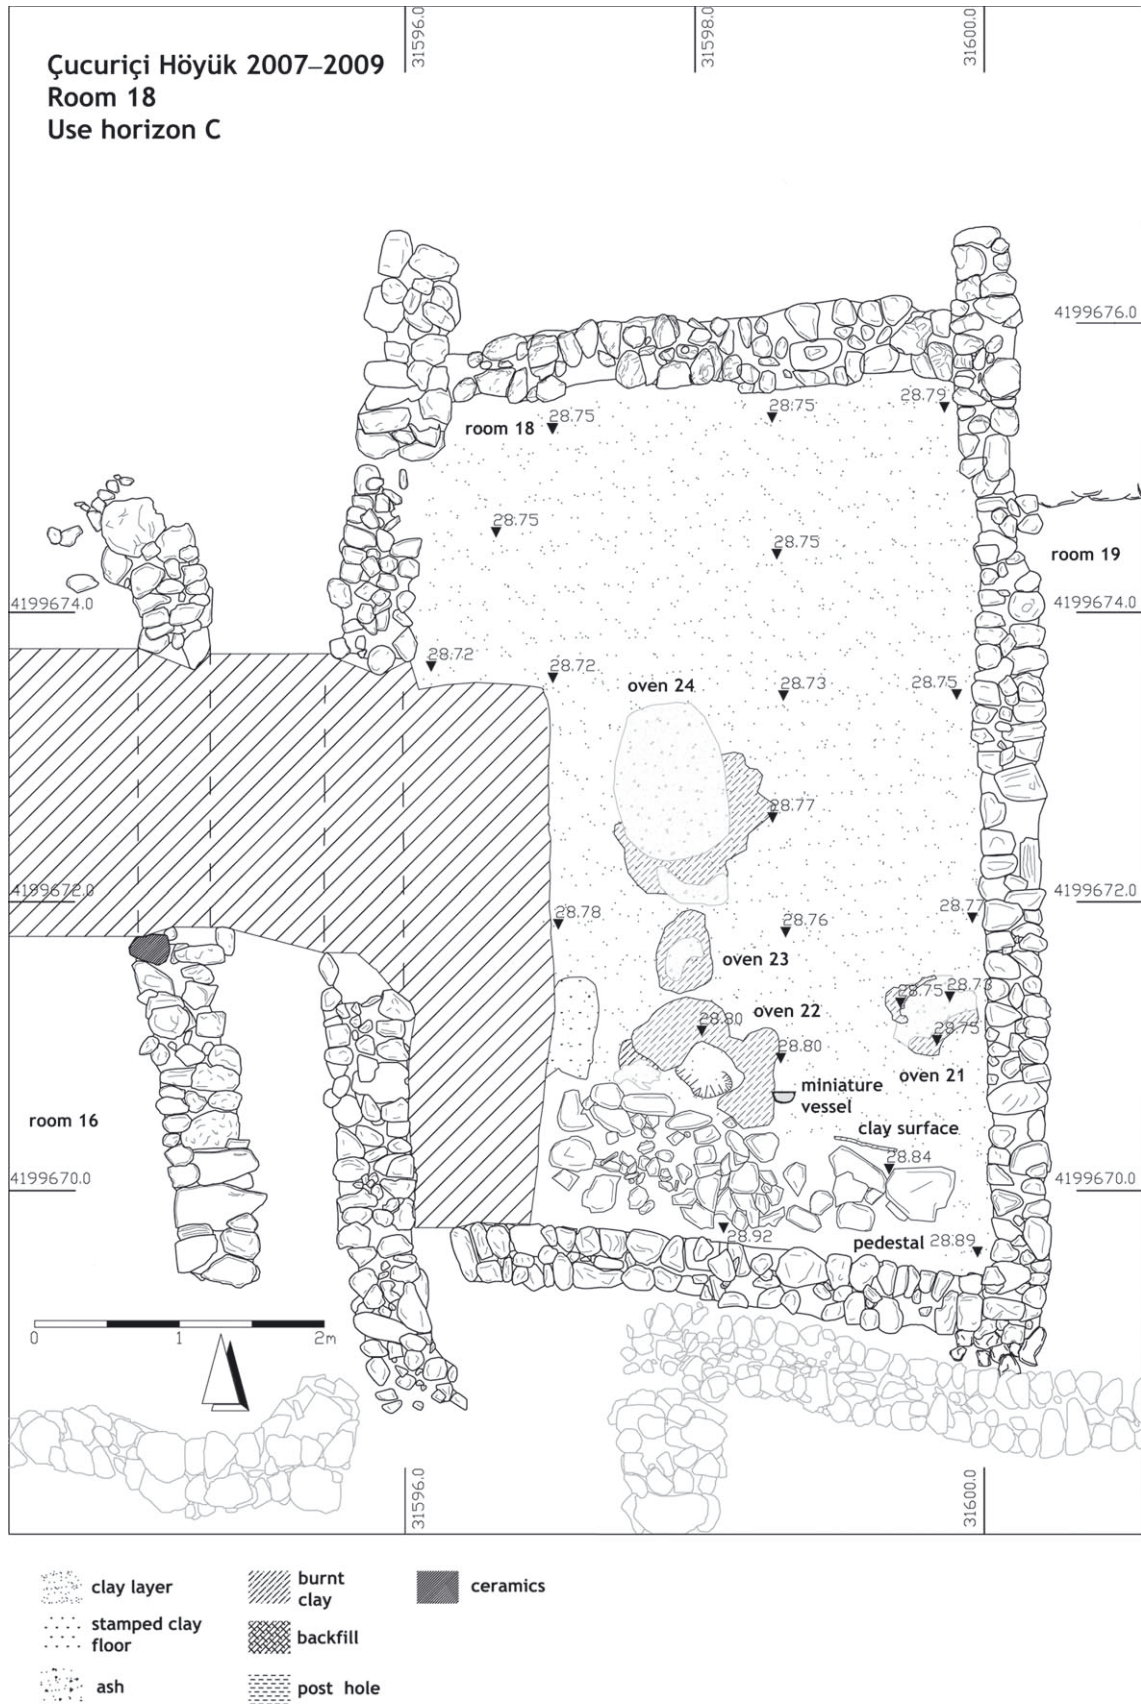 31596.0
31598.0
31600.0
Çucuriçi Höyük 2007–2009
Room 18
Use horizon C
4199676.0
28.79
28.75
28.75
room 18
28.75
28.75
room 19
4199674.0
4199674.0
28.72
28.72
oven 24
28.73
28.75
28.77
4199672.0
4199672.0
28.78
28.76
28.77
oven 23
28.75
28.73
28.80
oven 22
28.75
28.80
oven 21
miniature
vessel
room 16
clay surface
28.84
4199670.0
4199670.0
28.92
pedestal 28.89
0
1
2m
31596.0
31600.0
clay layer
burnt
clay
ceramics
stamped clay
floor
backfill
ash
post hole